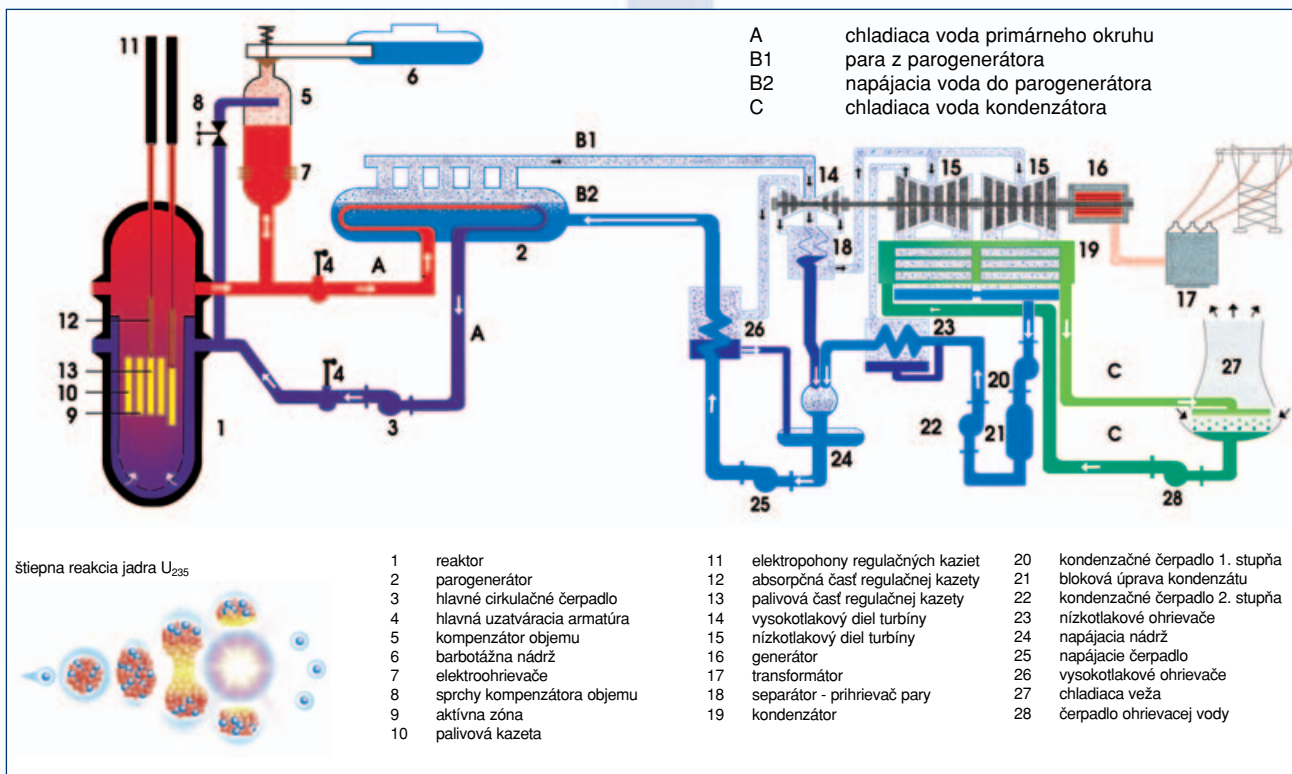 A chladiaca voda primárneho okruhu
B1 para z parogenerátora
B2 napájacia voda do parogenerátora
C chladiaca voda kondenzátora
11
8
5
6
7
B1
B2
2
A
A
4
4
3
12
13
10
9
1
14
15
15
16
17
18
19
26
23
20
21
22
24
25
C
C
27
28
štiepna reakcia jadra U235
1 reaktor
2 parogenerátor
3 hlavné cirkulačné čerpadlo
4 hlavná uzatváracia armatúra
5 kompenzátor objemu
6 barbotážna nádrž
7 elektroohrievače
8 sprchy kompenzátora objemu
9 aktívna zóna
10 palivová kazeta
11 elektropohony regulačných kaziet
12 absorpčná časť regulačnej kazety
13 palivová časť regulačnej kazety
14 vysokotlakový diel turbíny
15 nízkotlakový diel turbíny
16 generátor
17 transformátor
18 separátor - prihrievač pary
19 kondenzátor
20 kondenzačné čerpadlo 1. stupňa
21 bloková úprava kondenzátu
22 kondenzačné čerpadlo 2. stupňa
23 nízkotlakové ohrievače
24 napájacia nádrž
25 napájacie čerpadlo
26 vysokotlakové ohrievače
27 chladiaca veža
28 čerpadlo ohrievacej vody